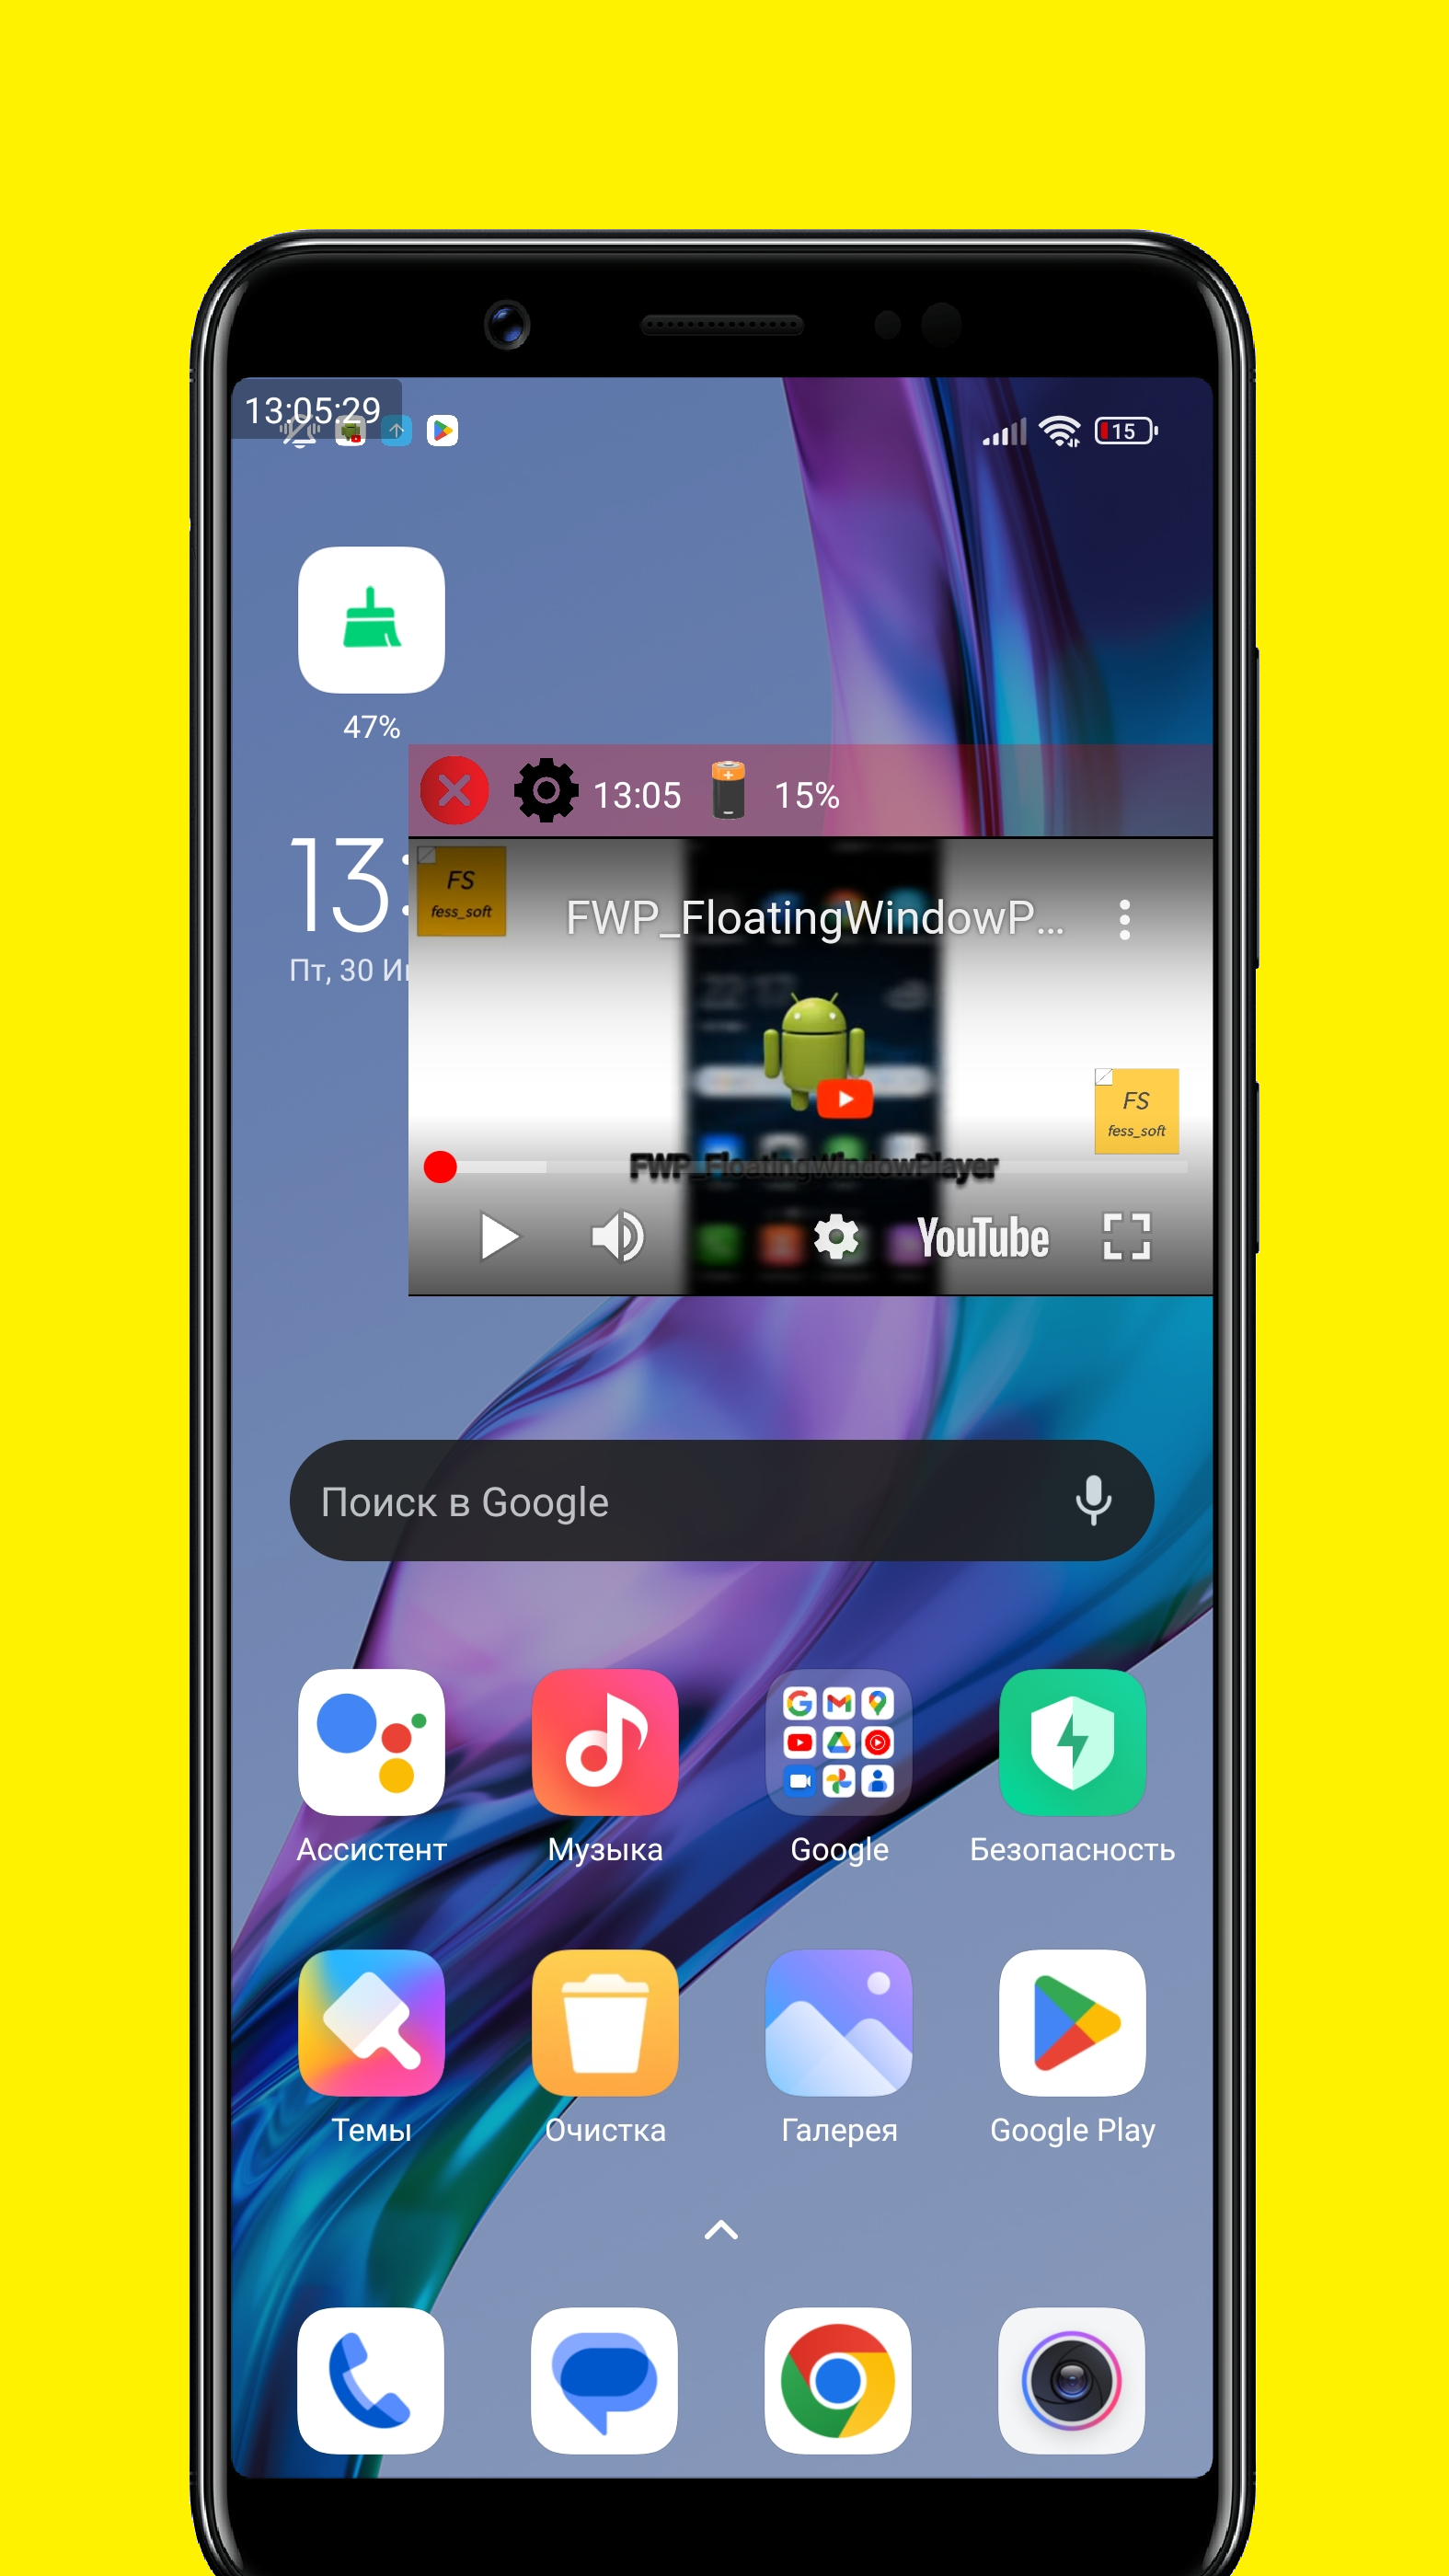 13:05:29
15
47%
13:05
15%
13:
FS
fess_soft
FWP_FloatingWindowP...
Пт, 30 И
FS
fess_soft
FWP_FloatingWindowPlayer
YouTube
Поиск в Google
Ассистент
Музыка
Google
Безопасность
Темы
Очистка
Галерея
Google Play